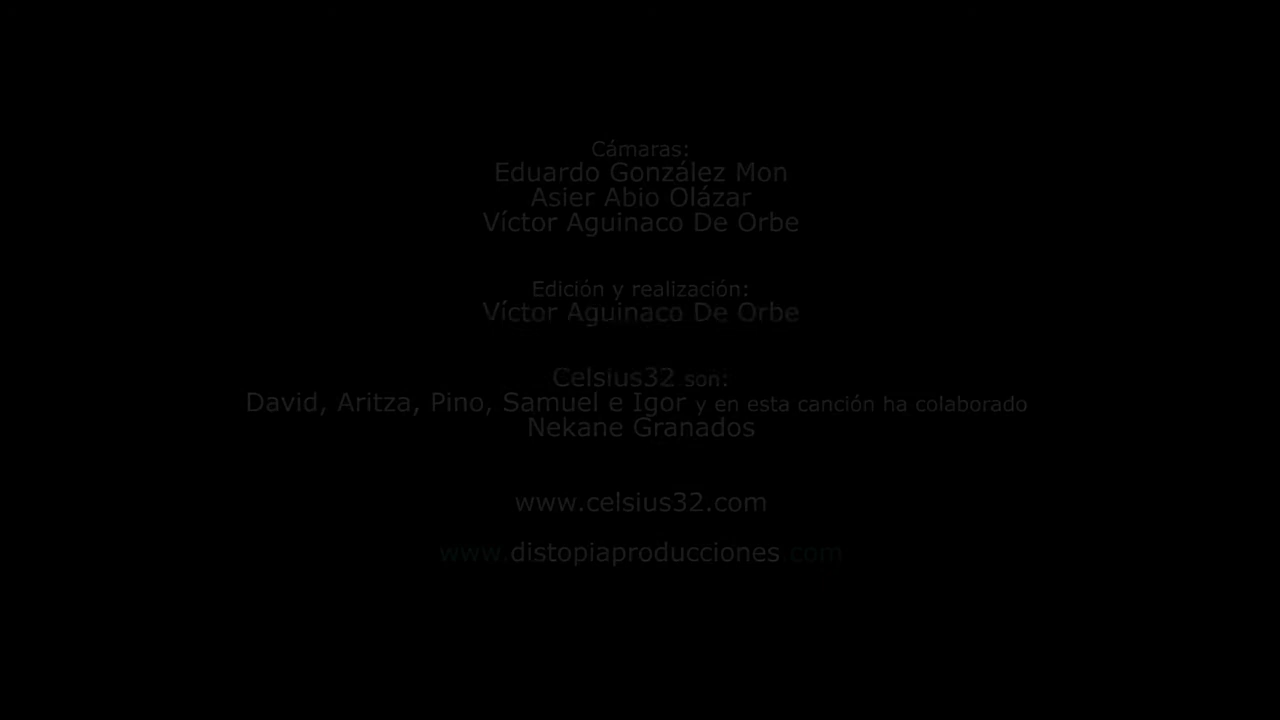 Cámaras:
Eduardo González Mon
Asier Abio Olázar
Víctor Aguinaco De Orbe
Edición y realización:
Víctor Aguinaco De Orbe
Celsius32 son:
David, Aritza, Pino, Samuel e Igor y en esta canción ha colaborado
Nekane Granados
www.celsius32.com
www.distopiaproducciones.com